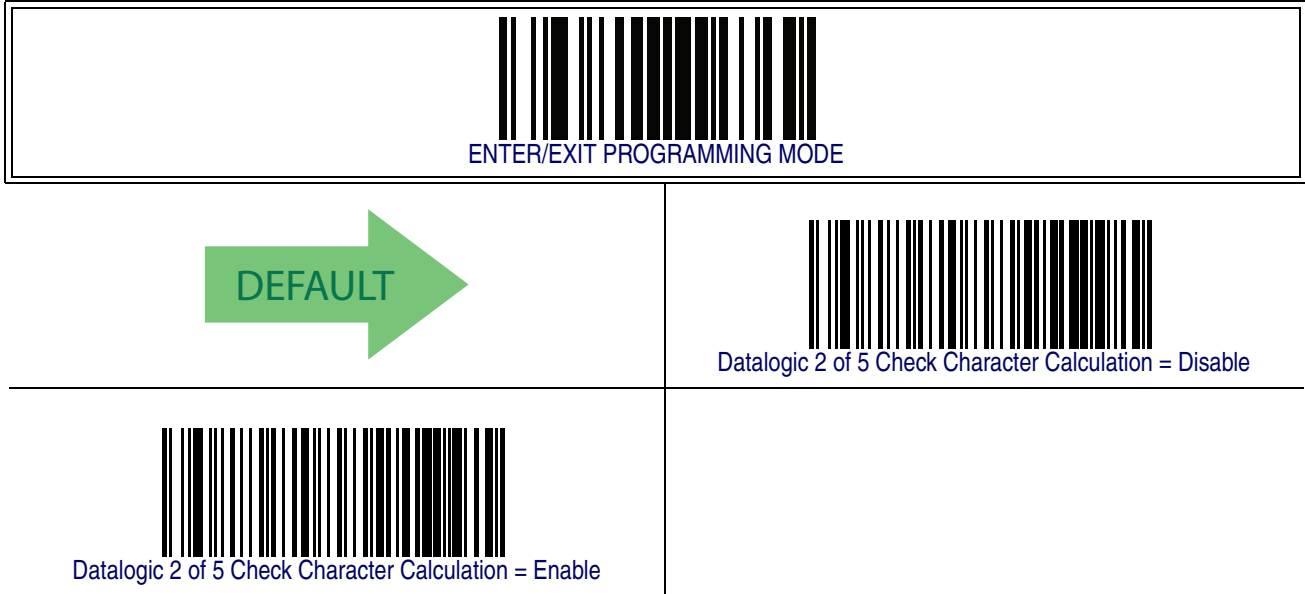 ENTER/EXIT PROGRAMMING MODE
DEFAULT
Datalogic 2 of 5 Check Character Calculation = Disable
Datalogic 2 of 5 Check Character Calculation = Enable